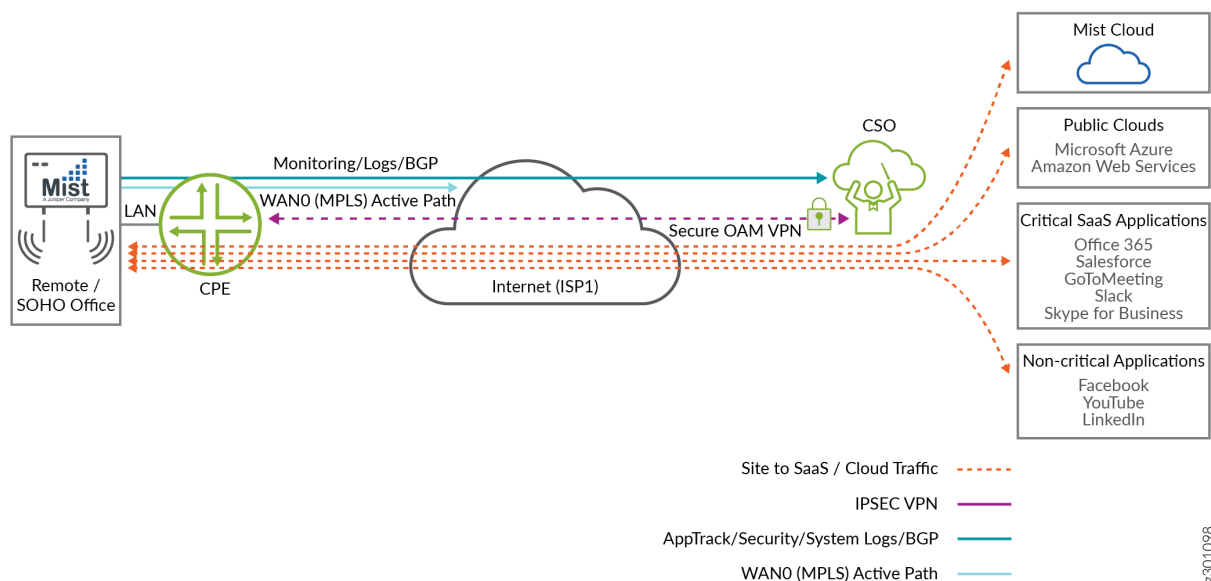 Mist Cloud
Public Clouds
Microsoft Azure
Amazon Web Services
CSO
Monitoring/Logs/BGP
Mist
A Juniper Company
LAN
WAN0 (MPLS) Active Path
Secure OAM VPN
Critical SaaS Applications
Office 365
Salesforce
GoToMeeting
Slack
Skype for Business
Remote /
SOHO Office
CPE
Internet (ISP1)
Non-critical Applications
Facebook
YouTube
LinkedIn
Site to SaaS / Cloud Traffic
IPSEC VPN
AppTrack/Security/System Logs/BGP
WAN0 (MPLS) Active Path
g301098